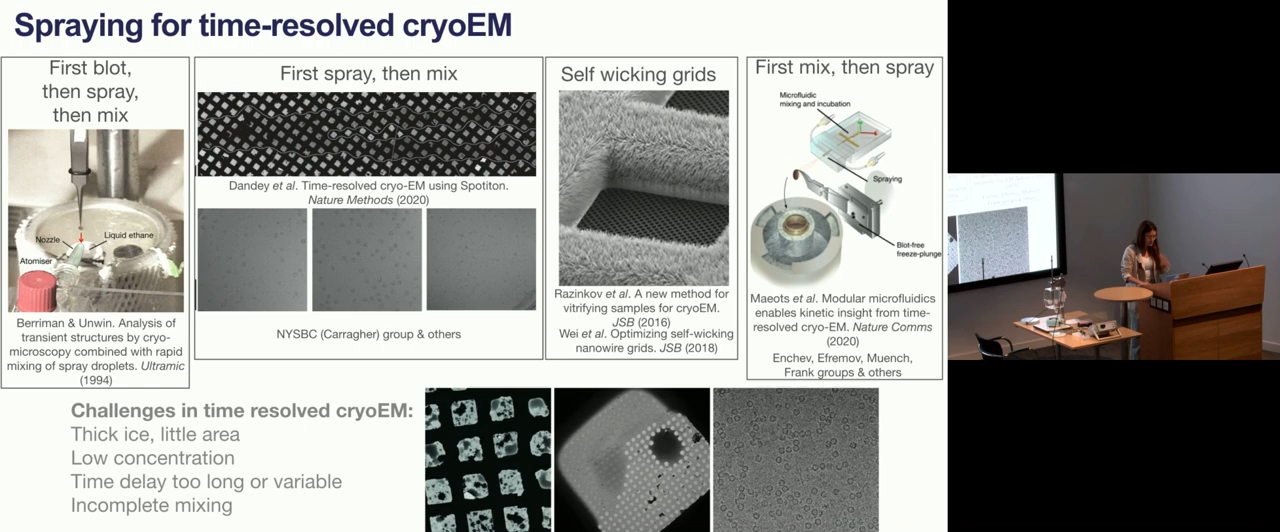 Spraying for time-resolved cryoEM
First blot,
then spray,
then mix
Nozzle
Liquid ethane
Atomiser
Berriman & Unwin. Analysis of
transient structures by cryo-
microscopy combined with rapid
mixing of spray droplets. Ultramic
(1994)
First spray, then mix
Dandey et al. Time-resolved cryo-EM using Spotiton.
Nature Methods (2020)
NYSBC (Carragher) group & others
Self wicking grids
Razinkov et al. A new method for
vitrifying samples for cryoEM.
JSB (2016)
Wei et al. Optimizing self-wicking
nanowire grids. JSB (2018)
First mix, then spray
Microfluidic
mixing and incubation
Spraying
Blot-free
freeze-plunge
Maeots et al. Modular microfluidics
enables kinetic insight from time-
resolved cryo-EM. Nature Comms
(2020)
Enchev, Efremov, Muench,
Frank groups & others
Challenges in time resolved cryoEM:
Thick ice, little area
Low concentration
Time delay too long or variable
Incomplete mixing